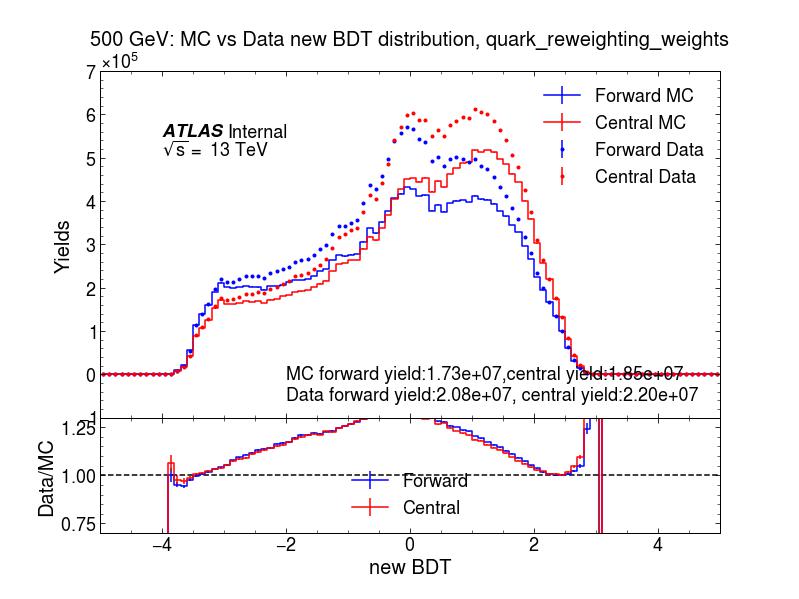 500 GeV: MC vs Data new BDT distribution, quark_reweighting_weights
×10⁵
7
6
5
4
3
2
1
0
1
Yields
ATLAS Internal
√s = 13 TeV
Forward MC
Central MC
Forward Data
Central Data
MC forward yield:1.73e+07,central yield:1.85e+07
Data forward yield:2.08e+07, central yield:2.20e+07
1.25
1.00
0.75
Data/MC
Forward
Central
−4 −2 0 2 4
new BDT